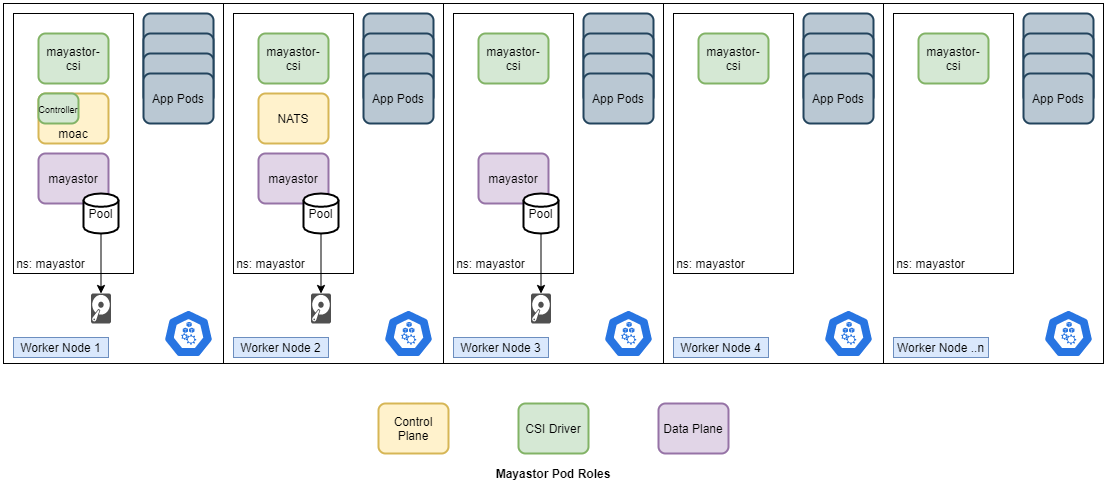 mayastor-
csi
App Pods
Controller
moac
mayastor
Pool
ns: mayastor
Worker Node 1
mayastor-
csi
App Pods
NATS
mayastor
Pool
ns: mayastor
Worker Node 2
mayastor-
csi
App Pods
mayastor
Pool
ns: mayastor
Worker Node 3
mayastor-
csi
App Pods
ns: mayastor
Worker Node 4
mayastor-
csi
App Pods
ns: mayastor
Worker Node ..n
Control
Plane
CSI Driver
Data Plane
Mayastor Pod Roles